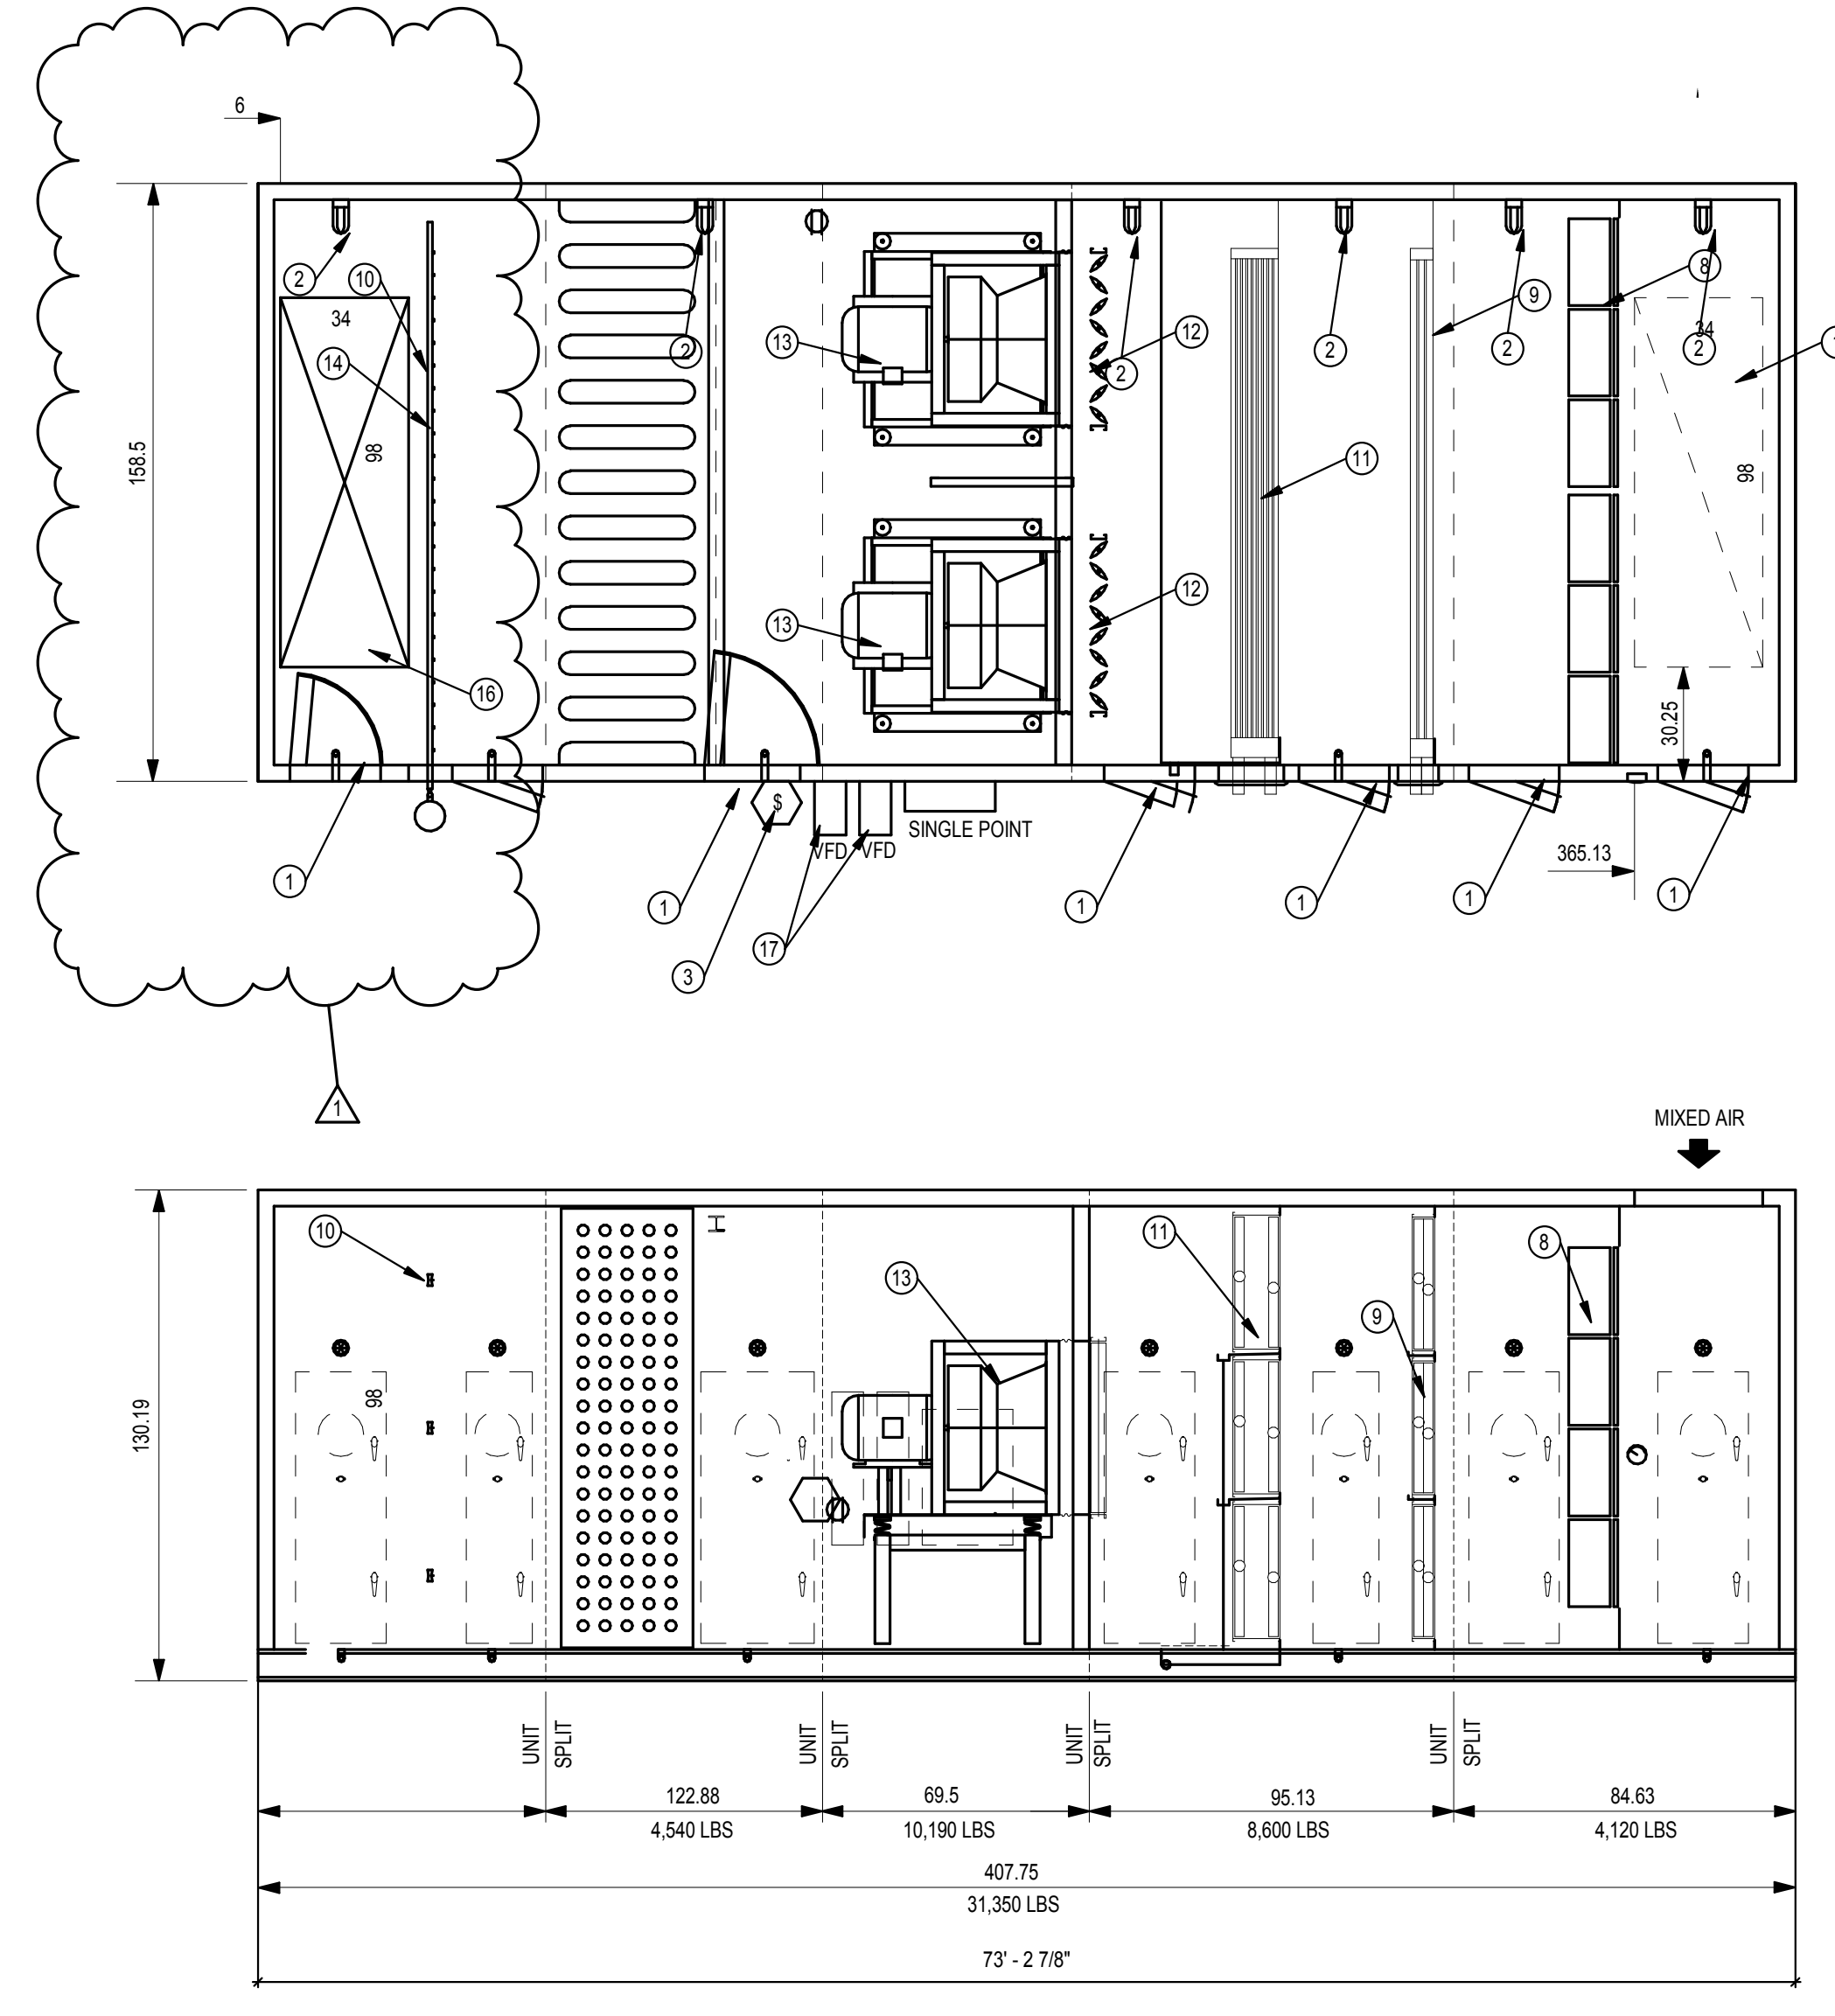 6
158.5
2
10
34
14
98
16
2
13
13
12
2
12
11
2
9
2
8
34
2
98
30.25
1
1
$
3
VFD
VFD
17
SINGLE POINT
1
1
1
365.13
1
1
MIXED AIR
130.19
10
98
H
13
11
9
8
UNIT
SPLIT
UNIT
SPLIT
UNIT
SPLIT
UNIT
SPLIT
122.88
69.5
95.13
84.63
4,540 LBS
10,190 LBS
8,600 LBS
4,120 LBS
407.75
31,350 LBS
73' - 2 7/8"